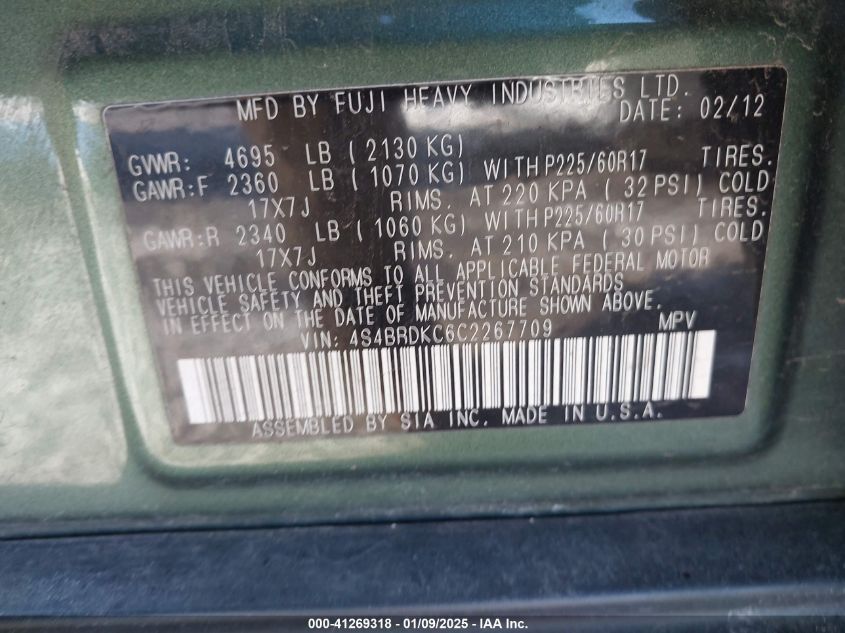 MFD BY FUJI HEAVY INDUSTRIES LTD.
DATE: 02/12
GVWR: 4695 LB ( 2130 KG)
GAWR:F 2360 LB ( 1070 KG) WITH P225/60R17 TIRES.
17X7J RIMS. AT 220 KPA ( 32 PSI) COLD
GAWR:R 2340 LB ( 1060 KG) WITH P225/60R17 TIRES.
17X7J RIMS. AT 210 KPA ( 30 PSI) COLD
THIS VEHICLE CONFORMS TO ALL APPLICABLE FEDERAL MOTOR
VEHICLE SAFETY AND THEFT PREVENTION STANDARDS
IN EFFECT ON THE DATE OF MANUFACTURE SHOWN ABOVE.
VIN: 4S4BRDKC6C2267709 MPV
ASSEMBLED BY SIA INC. MADE IN U.S.A.
000-41269318 - 01/09/2025 - IAAI Inc.